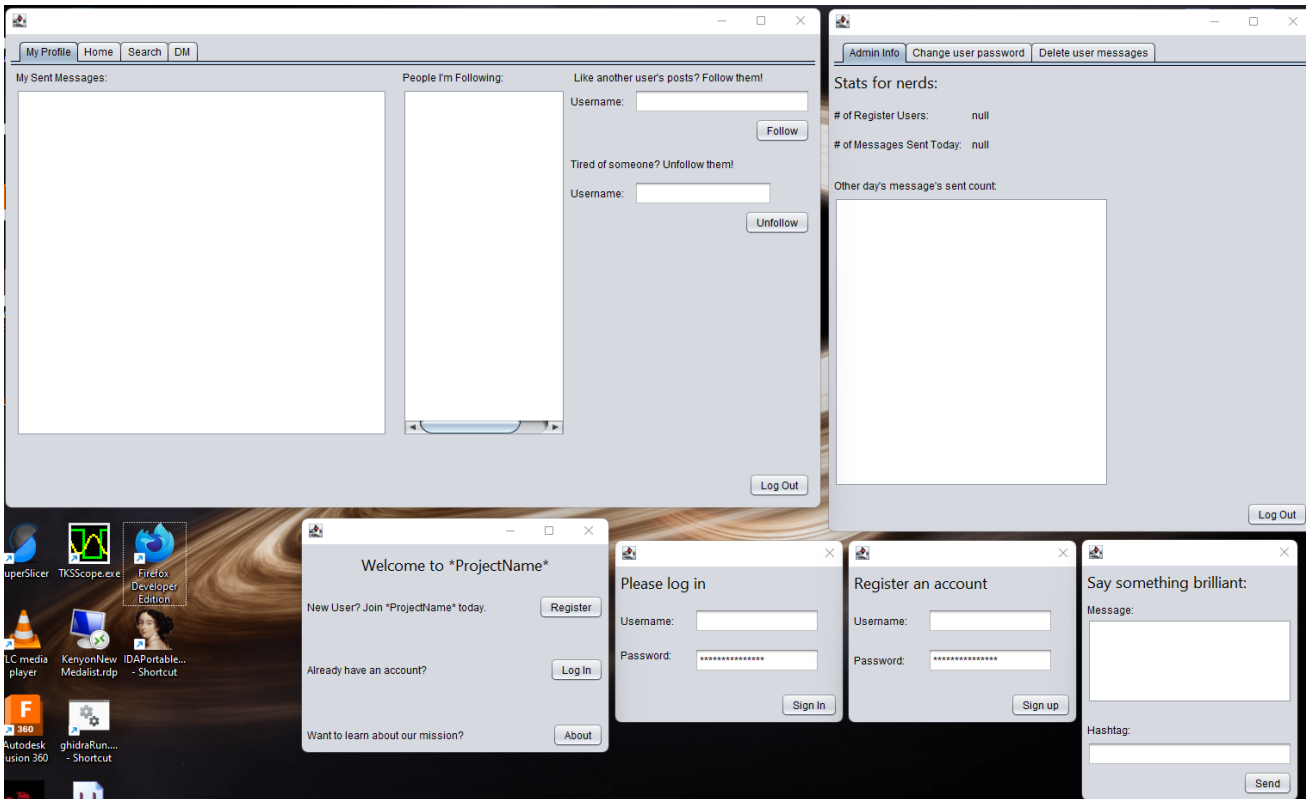 My Profile Home Search DM
My Sent Messages:
People I'm Following:
Like another user's posts? Follow them!
Username:
Follow
Tired of someone? Unfollow them!
Username:
Unfollow
Log Out
Admin Info Change user password Delete user messages
Stats for nerds:
# of Register Users: null
# of Messages Sent Today: null
Other day's message's sent count:
Log Out
uperSlicer TKSScope.exe Firefox
Developer
Edition
LC media KenyonNew IDAPortable...
player Medalist.rdp - Shortcut
F
360
Autodesk ghidraRun....
usion 360 - Shortcut
Welcome to *ProjectName*
New User? Join *ProjectName* today. Register
Already have an account? Log In
Want to learn about our mission? About
Please log in
Username:
Password: ***************
Sign In
Register an account
Username:
Password: ***************
Sign up
Say something brilliant:
Message:
Hashtag:
Send